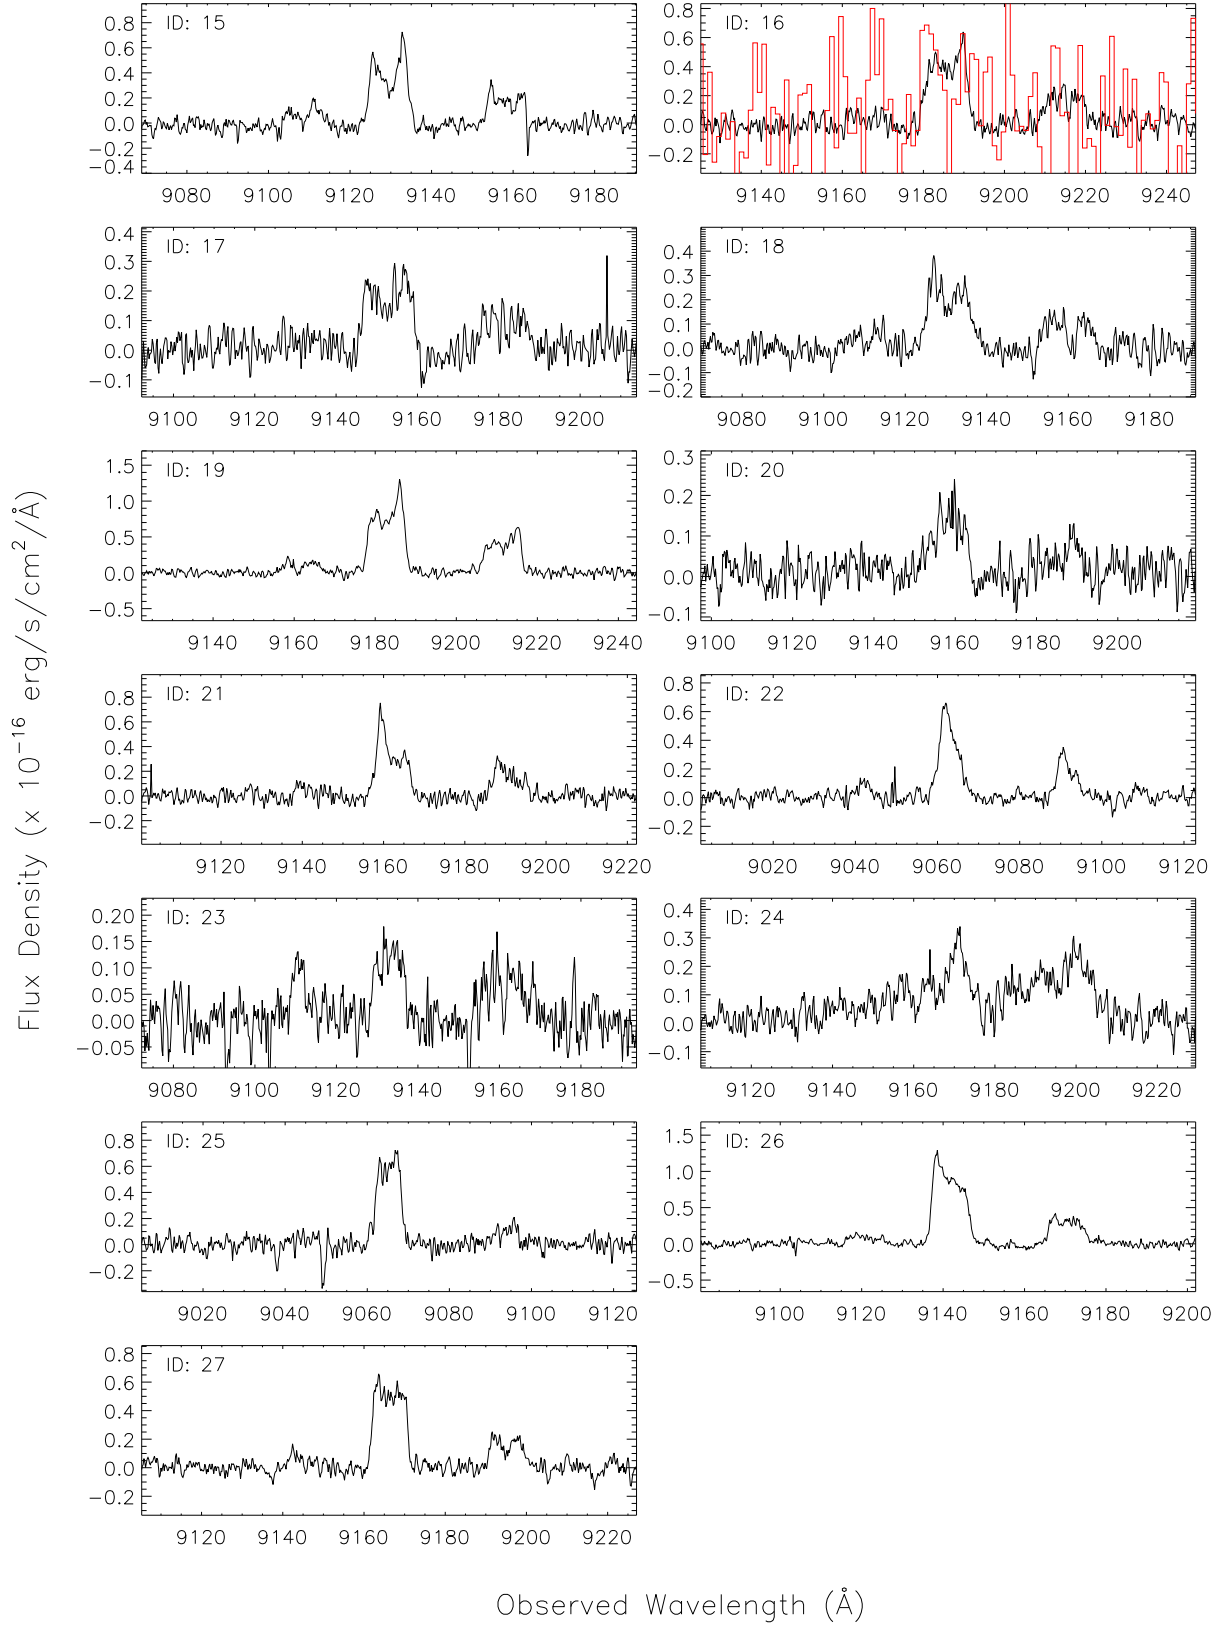 ID: 15
0.8
0.6
0.4
0.2
0.0
−0.2
−0.4
9080 9100 9120 9140 9160 9180
ID: 16
0.8
0.6
0.4
0.2
0.0
−0.2
9140 9160 9180 9200 9220 9240
ID: 17
0.4
0.3
0.2
0.1
0.0
−0.1
9100 9120 9140 9160 9180 9200
ID: 18
0.4
0.3
0.2
0.1
0.0
−0.1
−0.2
9080 9100 9120 9140 9160 9180
ID: 19
1.5
1.0
0.5
0.0
−0.5
9140 9160 9180 9200 9220 9240
ID: 20
0.3
0.2
0.1
0.0
−0.1
9100 9120 9140 9160 9180 9200
ID: 21
0.8
0.6
0.4
0.2
0.0
−0.2
9120 9140 9160 9180 9200 9220
ID: 22
0.8
0.6
0.4
0.2
0.0
−0.2
9020 9040 9060 9080 9100 9120
ID: 23
0.20
0.15
0.10
0.05
0.00
−0.05
9080 9100 9120 9140 9160 9180
ID: 24
0.4
0.3
0.2
0.1
0.0
−0.1
9120 9140 9160 9180 9200 9220
ID: 25
0.8
0.6
0.4
0.2
0.0
−0.2
9020 9040 9060 9080 9100 9120
ID: 26
1.5
1.0
0.5
0.0
−0.5
9100 9120 9140 9160 9180 9200
ID: 27
0.8
0.6
0.4
0.2
0.0
−0.2
9120 9140 9160 9180 9200 9220
Flux Density (x 10⁻¹⁶ erg/s/cm²/Å)
Observed Wavelength (Å)